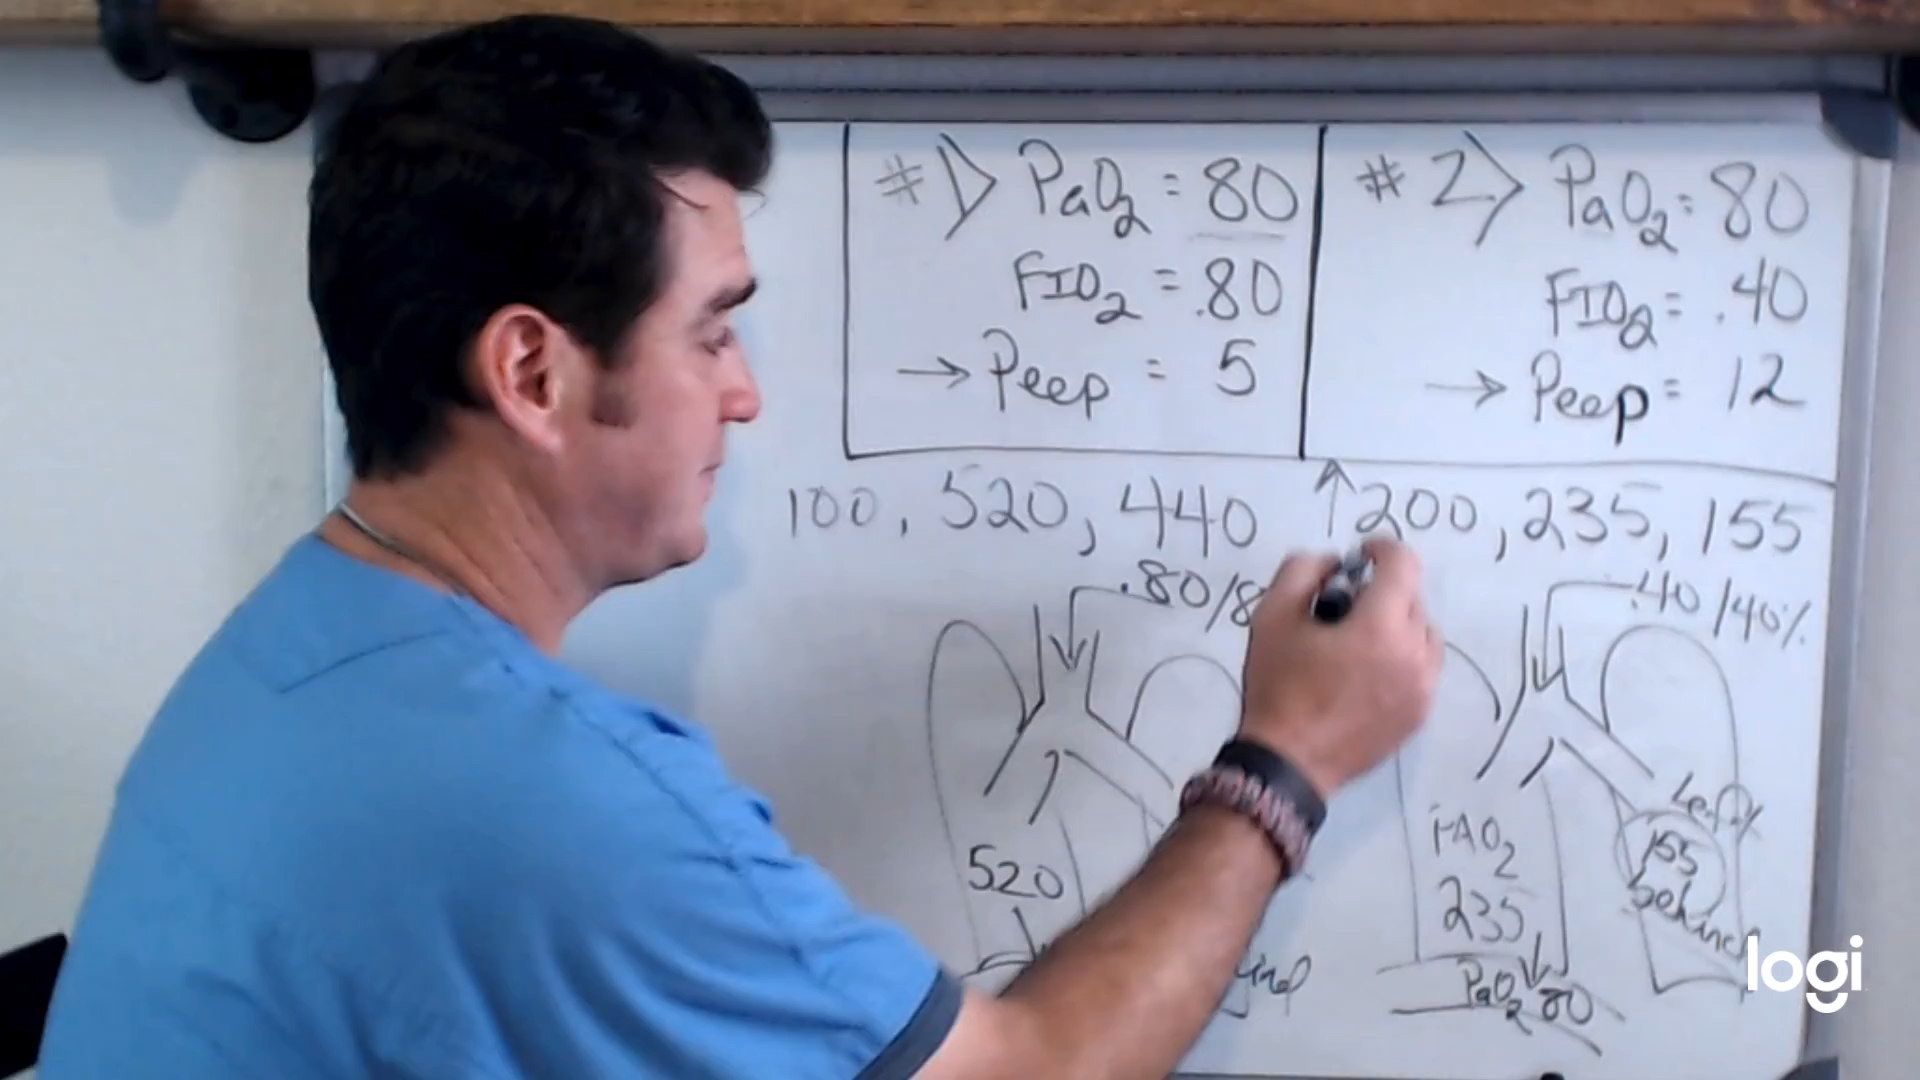 #1> PaO2 = 80
FIO2 = .80
→ Peep = 5
#2> PaO2 = 80
FIO2 = .40
→ Peep = 12
100, 520, 440
↑200, 235, 155
.80/8
520
.40/40%
PAO2
235
PaO2 80
Left
155
behind
logi